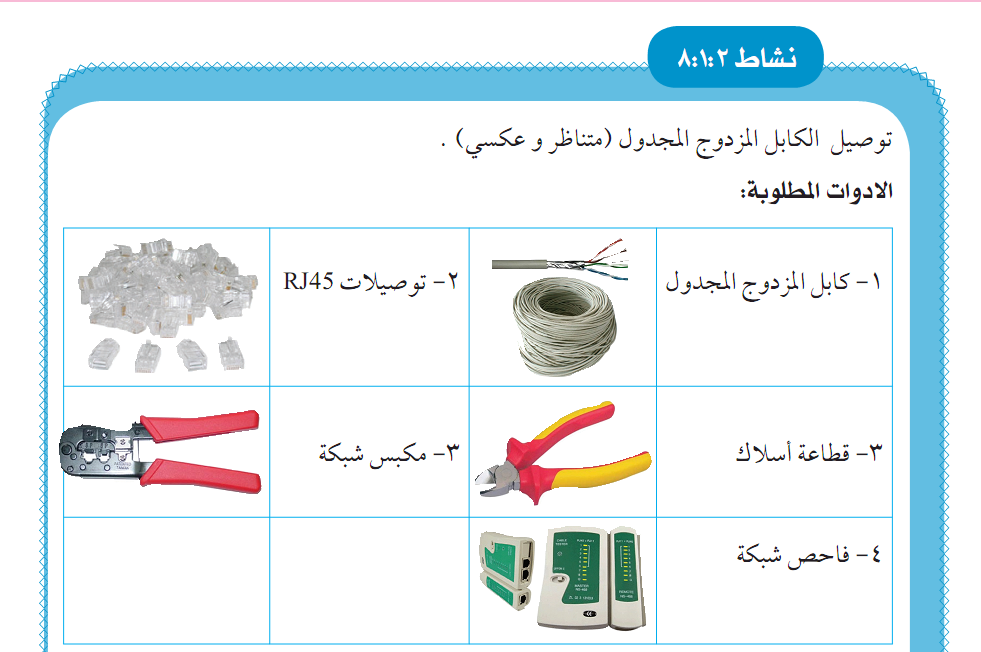 نشاط ٨:١:٢
توصيل الكابل المزدوج المجدول (متناظر و عكسي) .
الادوات المطلوبة:
١- كابل المزدوج المجدول
٢- توصيلات RJ45
٣- قطاعة أسلاك
٣- مكبس شبكة
٤- فاحص شبكة